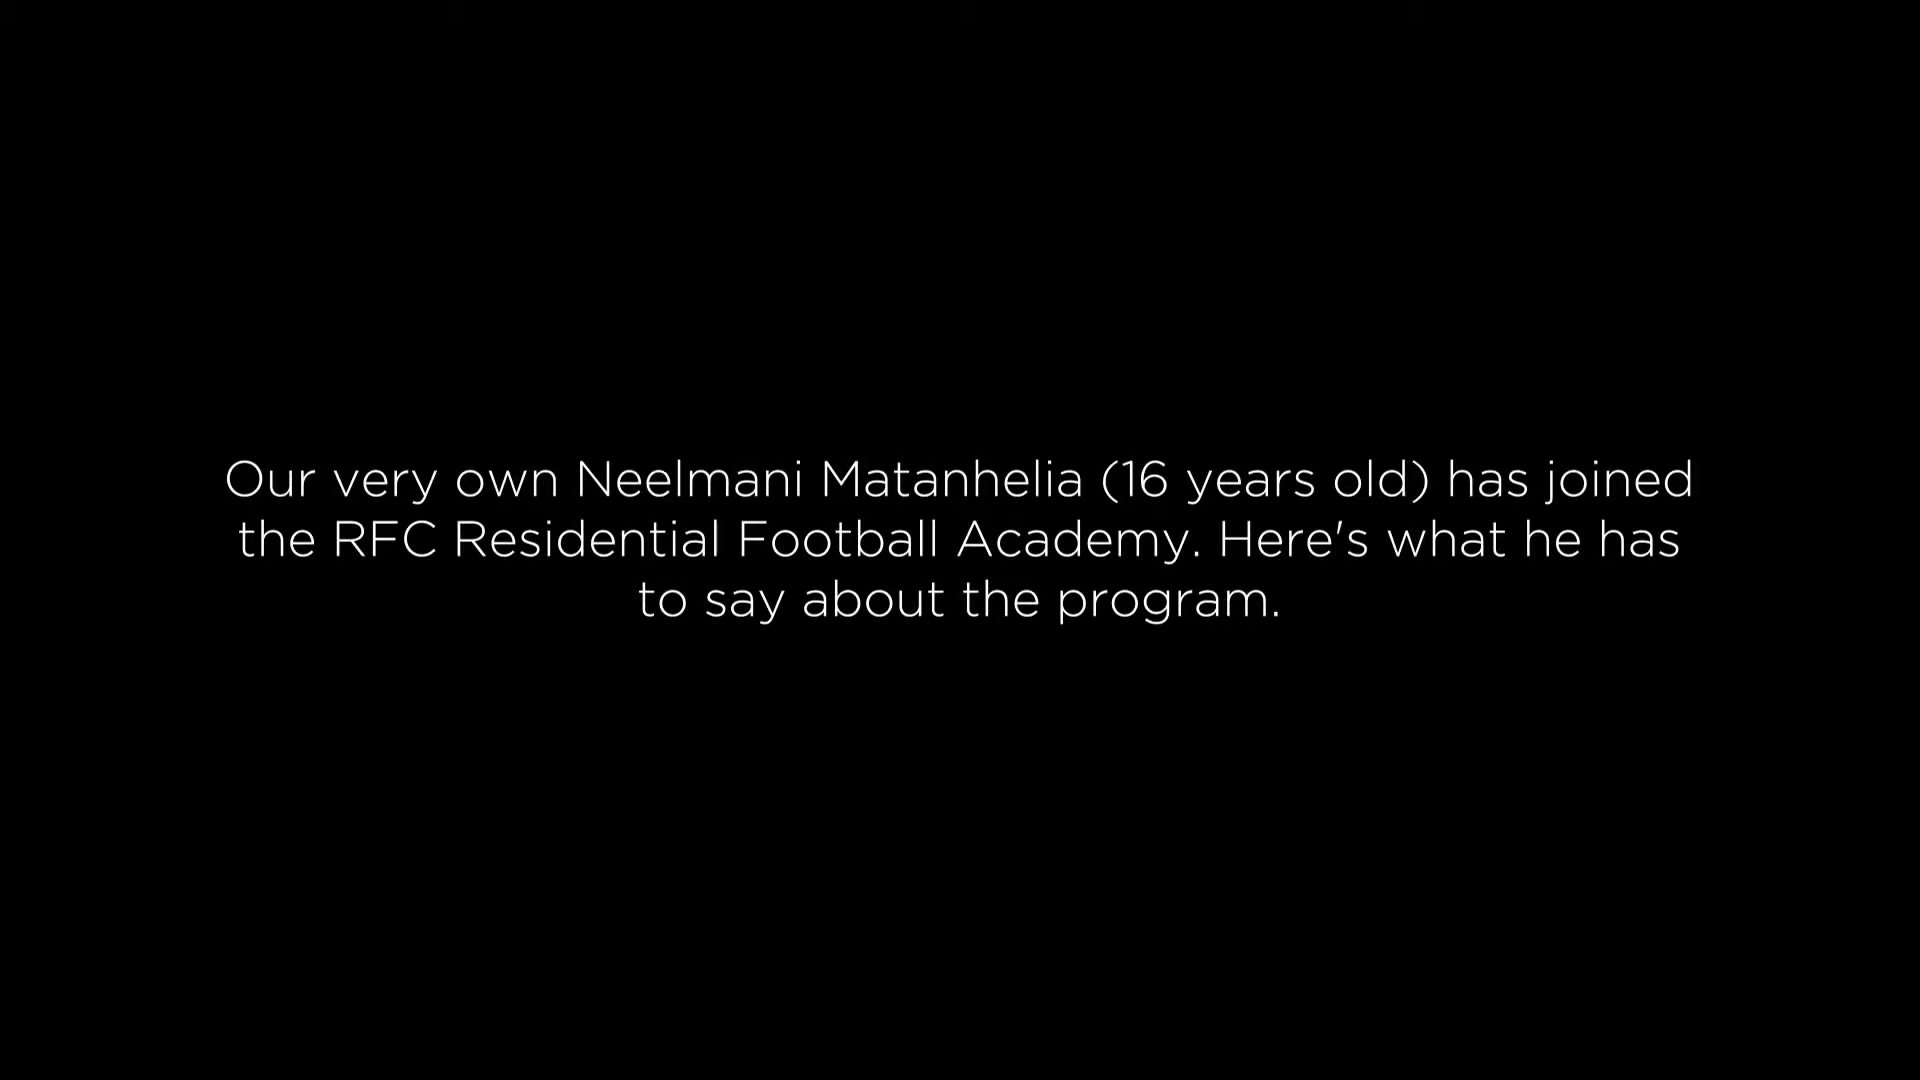 Our very own Neelmani Matanhelia (16 years old) has joined
the RFC Residential Football Academy. Here's what he has
to say about the program.